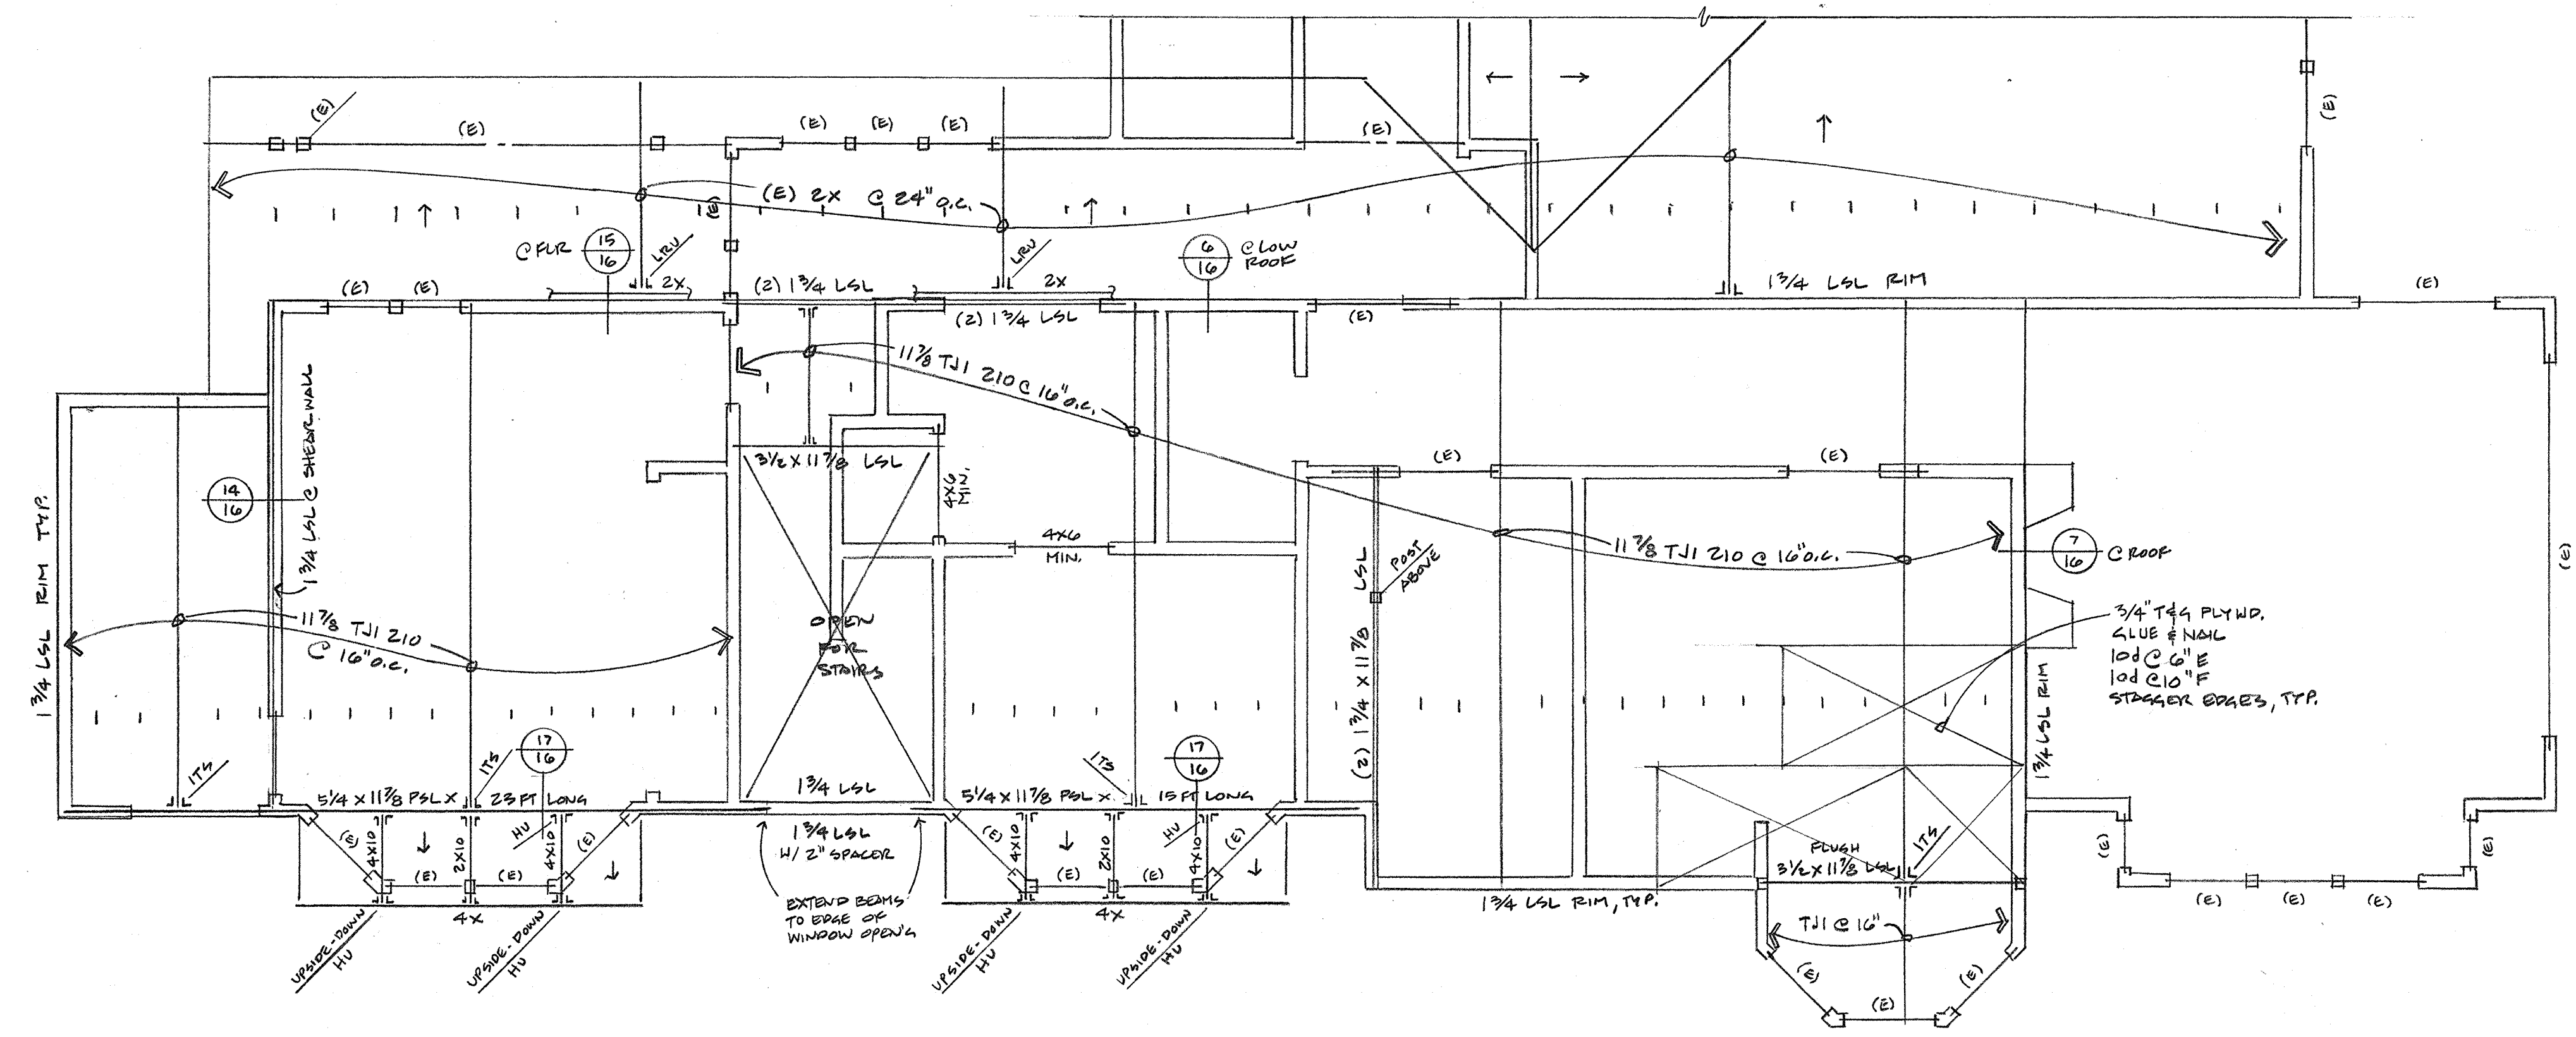 (E)
(E)
(E)
(E)
(E)
(E)
(E)
(E) 2X @ 24" O.C.
(E)
@ FLR
15
16
LRU
2X
LRU
2X
6
16
@ LOW
ROOF
(E)
(E)
(2) 1 3/4 LSL
(2) 1 3/4 LSL
(E)
1 3/4 LSL RIM
(E)
11 7/8 TJI 210 @ 16" O.C.
1 3/4 LSL @ SHEAR WALL
14
16
3 1/2 X 11 7/8 LSL
4X6
MIN.
4X6
MIN.
(E)
(E)
POST
ABOVE
11 7/8 TJI 210 @ 16" O.C.
7
16
@ ROOF
(E)
1 3/4 LSL RIM TYP.
11 7/8 TJI 210
@ 16" O.C.
OPEN
FOR
STAIRS
(2) 1 3/4 X 11 7/8 LSL
3/4" T&G PLYWD.
GLUE & NAIL
10d @ 6" E
10d @ 10" F
STAGGER EDGES, TYP.
1 3/4 LSL RIM
ITS
ITS
17
16
ITS
17
16
5 1/4 X 11 7/8 PSL X 23 FT LONG
1 3/4 LSL
5 1/4 X 11 7/8 PSL X 15 FT LONG
(E)
4X10
2X10
HU
4X10
(E)
(E)
(E)
1 3/4 LSL
W/ 2" SPACER
(E)
4X10
2X10
HU
4X10
(E)
(E)
(E)
FLUSH
3 1/2 X 11 7/8 LSL
ITS
(E)
(E)
4X
4X
EXTEND BEAMS
TO EDGE OF
WINDOW OPEN'G
1 3/4 LSL RIM, TYP.
(E)
(E)
(E)
UPSIDE-DOWN
HU
UPSIDE-DOWN
HU
UPSIDE-DOWN
HU
UPSIDE-DOWN
HU
TJI @ 16"
(E)
(E)
(E)